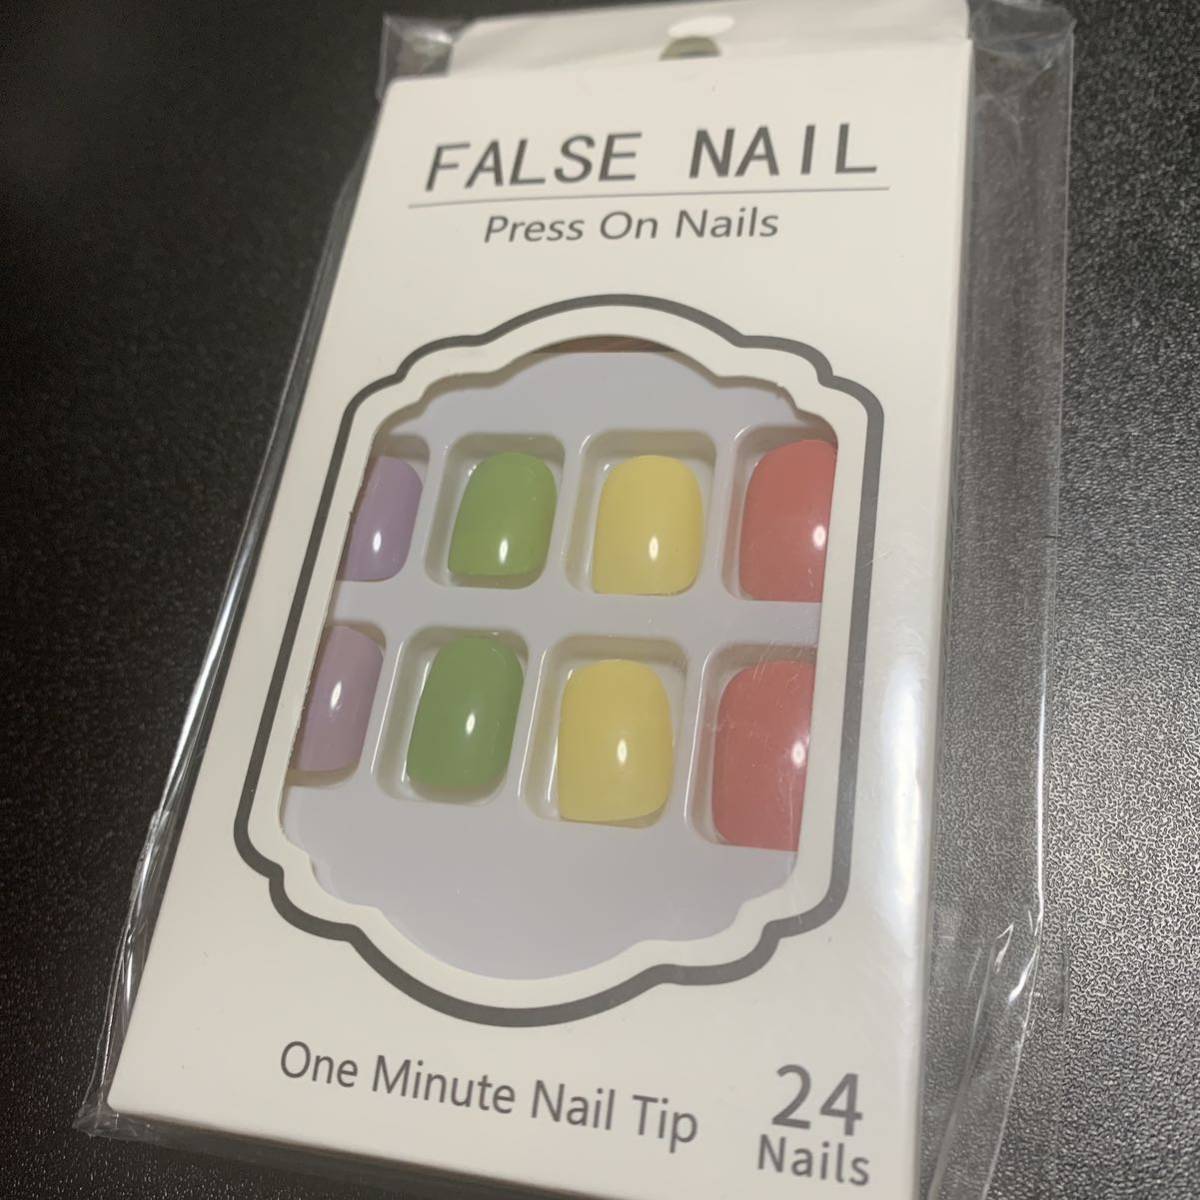 FALSE NAIL
Press On Nails
One Minute Nail Tip
24
Nails